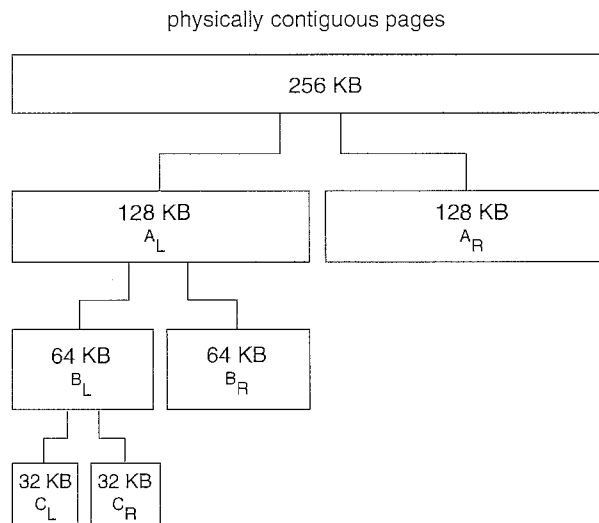 physically contiguous pages
256 KB
128 KB
A_L
128 KB
A_R
64 KB
B_L
64 KB
B_R
32 KB
C_L
32 KB
C_R